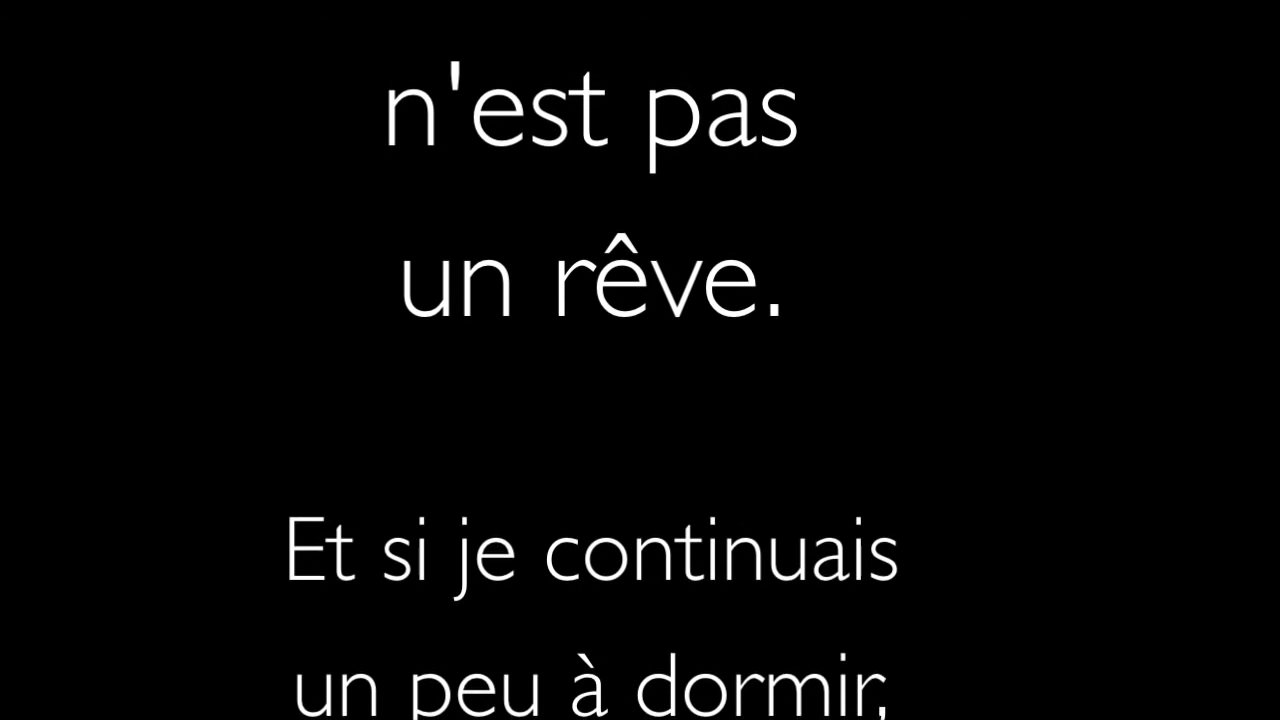 n'est pas
un rêve.
Et si je continuais
un peu à dormir,